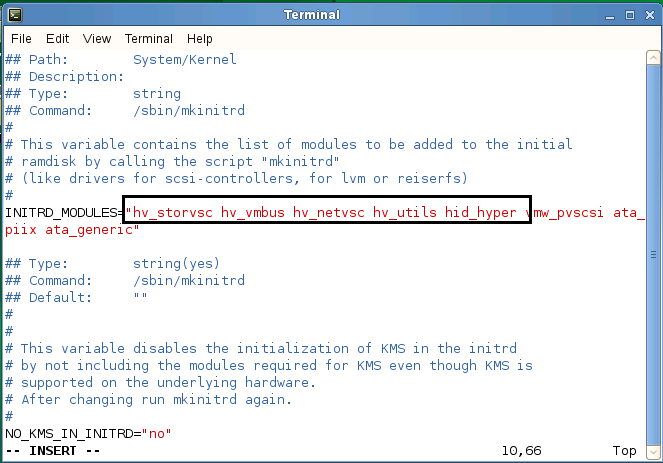 Terminal
File Edit View Terminal Help
## Path:        System/Kernel
## Description:
## Type:        string
## Command:     /sbin/mkinitrd
#
# This variable contains the list of modules to be added to the initial
# ramdisk by calling the script "mkinitrd"
# (like drivers for scsi-controllers, for lvm or reiserfs)
#
INITRD_MODULES="hv_storvsc hv_vmbus hv_netvsc hv_utils hid_hyper vmw_pvscsi ata_
piix ata_generic"
## Type:        string(yes)
## Command:     /sbin/mkinitrd
## Default:     ""
#
#
# This variable disables the initialization of KMS in the initrd
# by not including the modules required for KMS even though KMS is
# supported on the underlying hardware.
# After changing run mkinitrd again.
#
NO_KMS_IN_INITRD="no"
-- INSERT -- 10,66 Top